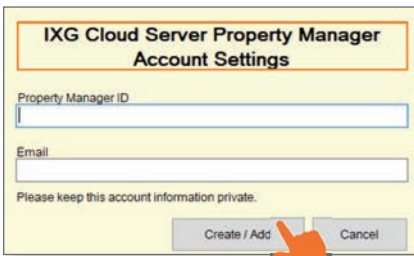 IXG Cloud Server Property Manager
Account Settings
Property Manager ID
Email
Please keep this account information private.
Create / Add
Cancel